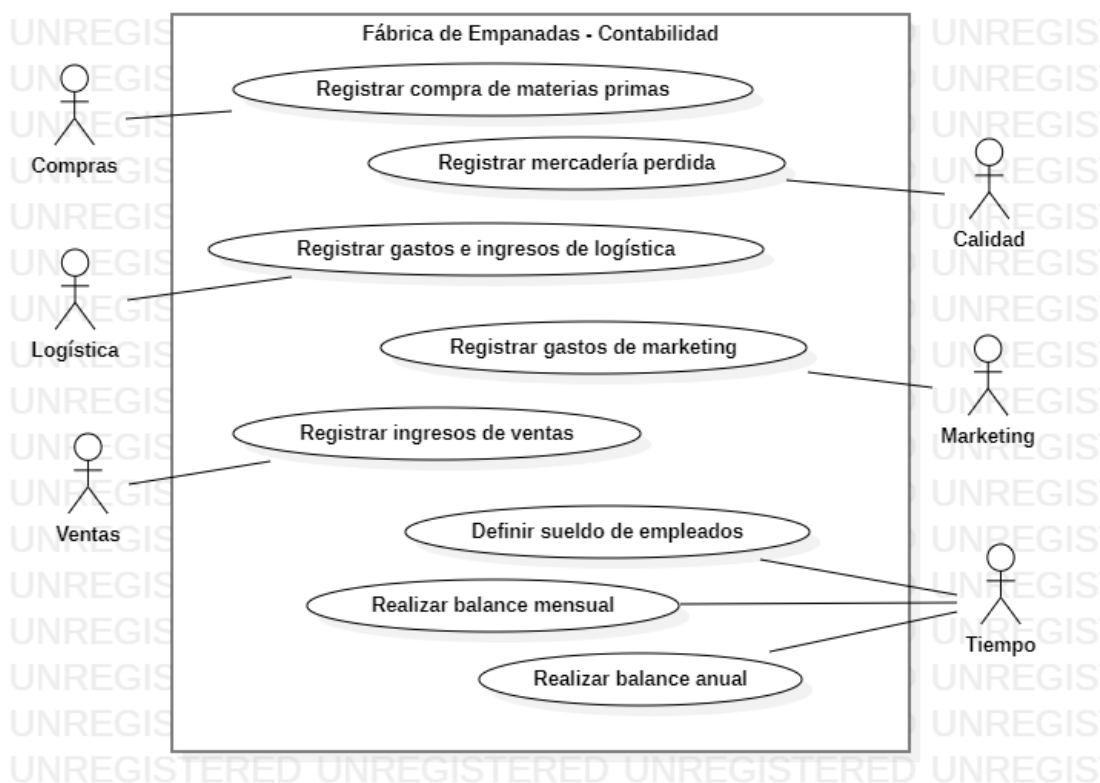 Fábrica de Empanadas - Contabilidad
Registrar compra de materias primas
Compras
Registrar mercadería perdida
Calidad
Registrar gastos e ingresos de logística
Logística
Registrar gastos de marketing
Marketing
Registrar ingresos de ventas
Ventas
Definir sueldo de empleados
Realizar balance mensual
Tiempo
Realizar balance anual
UNREGISTERED UNREGISTERED UNREGISTERED UNREGIS